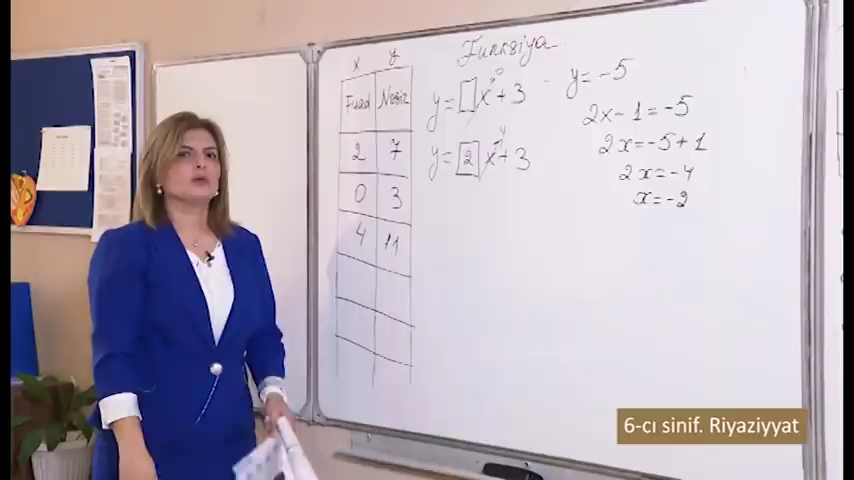 Funksiya
x y
Fuad Nəsir
2 7
0 3
4 11
y = □ x + 3
y = 2 x + 3
y = -5
2x - 1 = -5
2x = -5 + 1
2x = -4
x = -2
6-cı sinif. Riyaziyyat